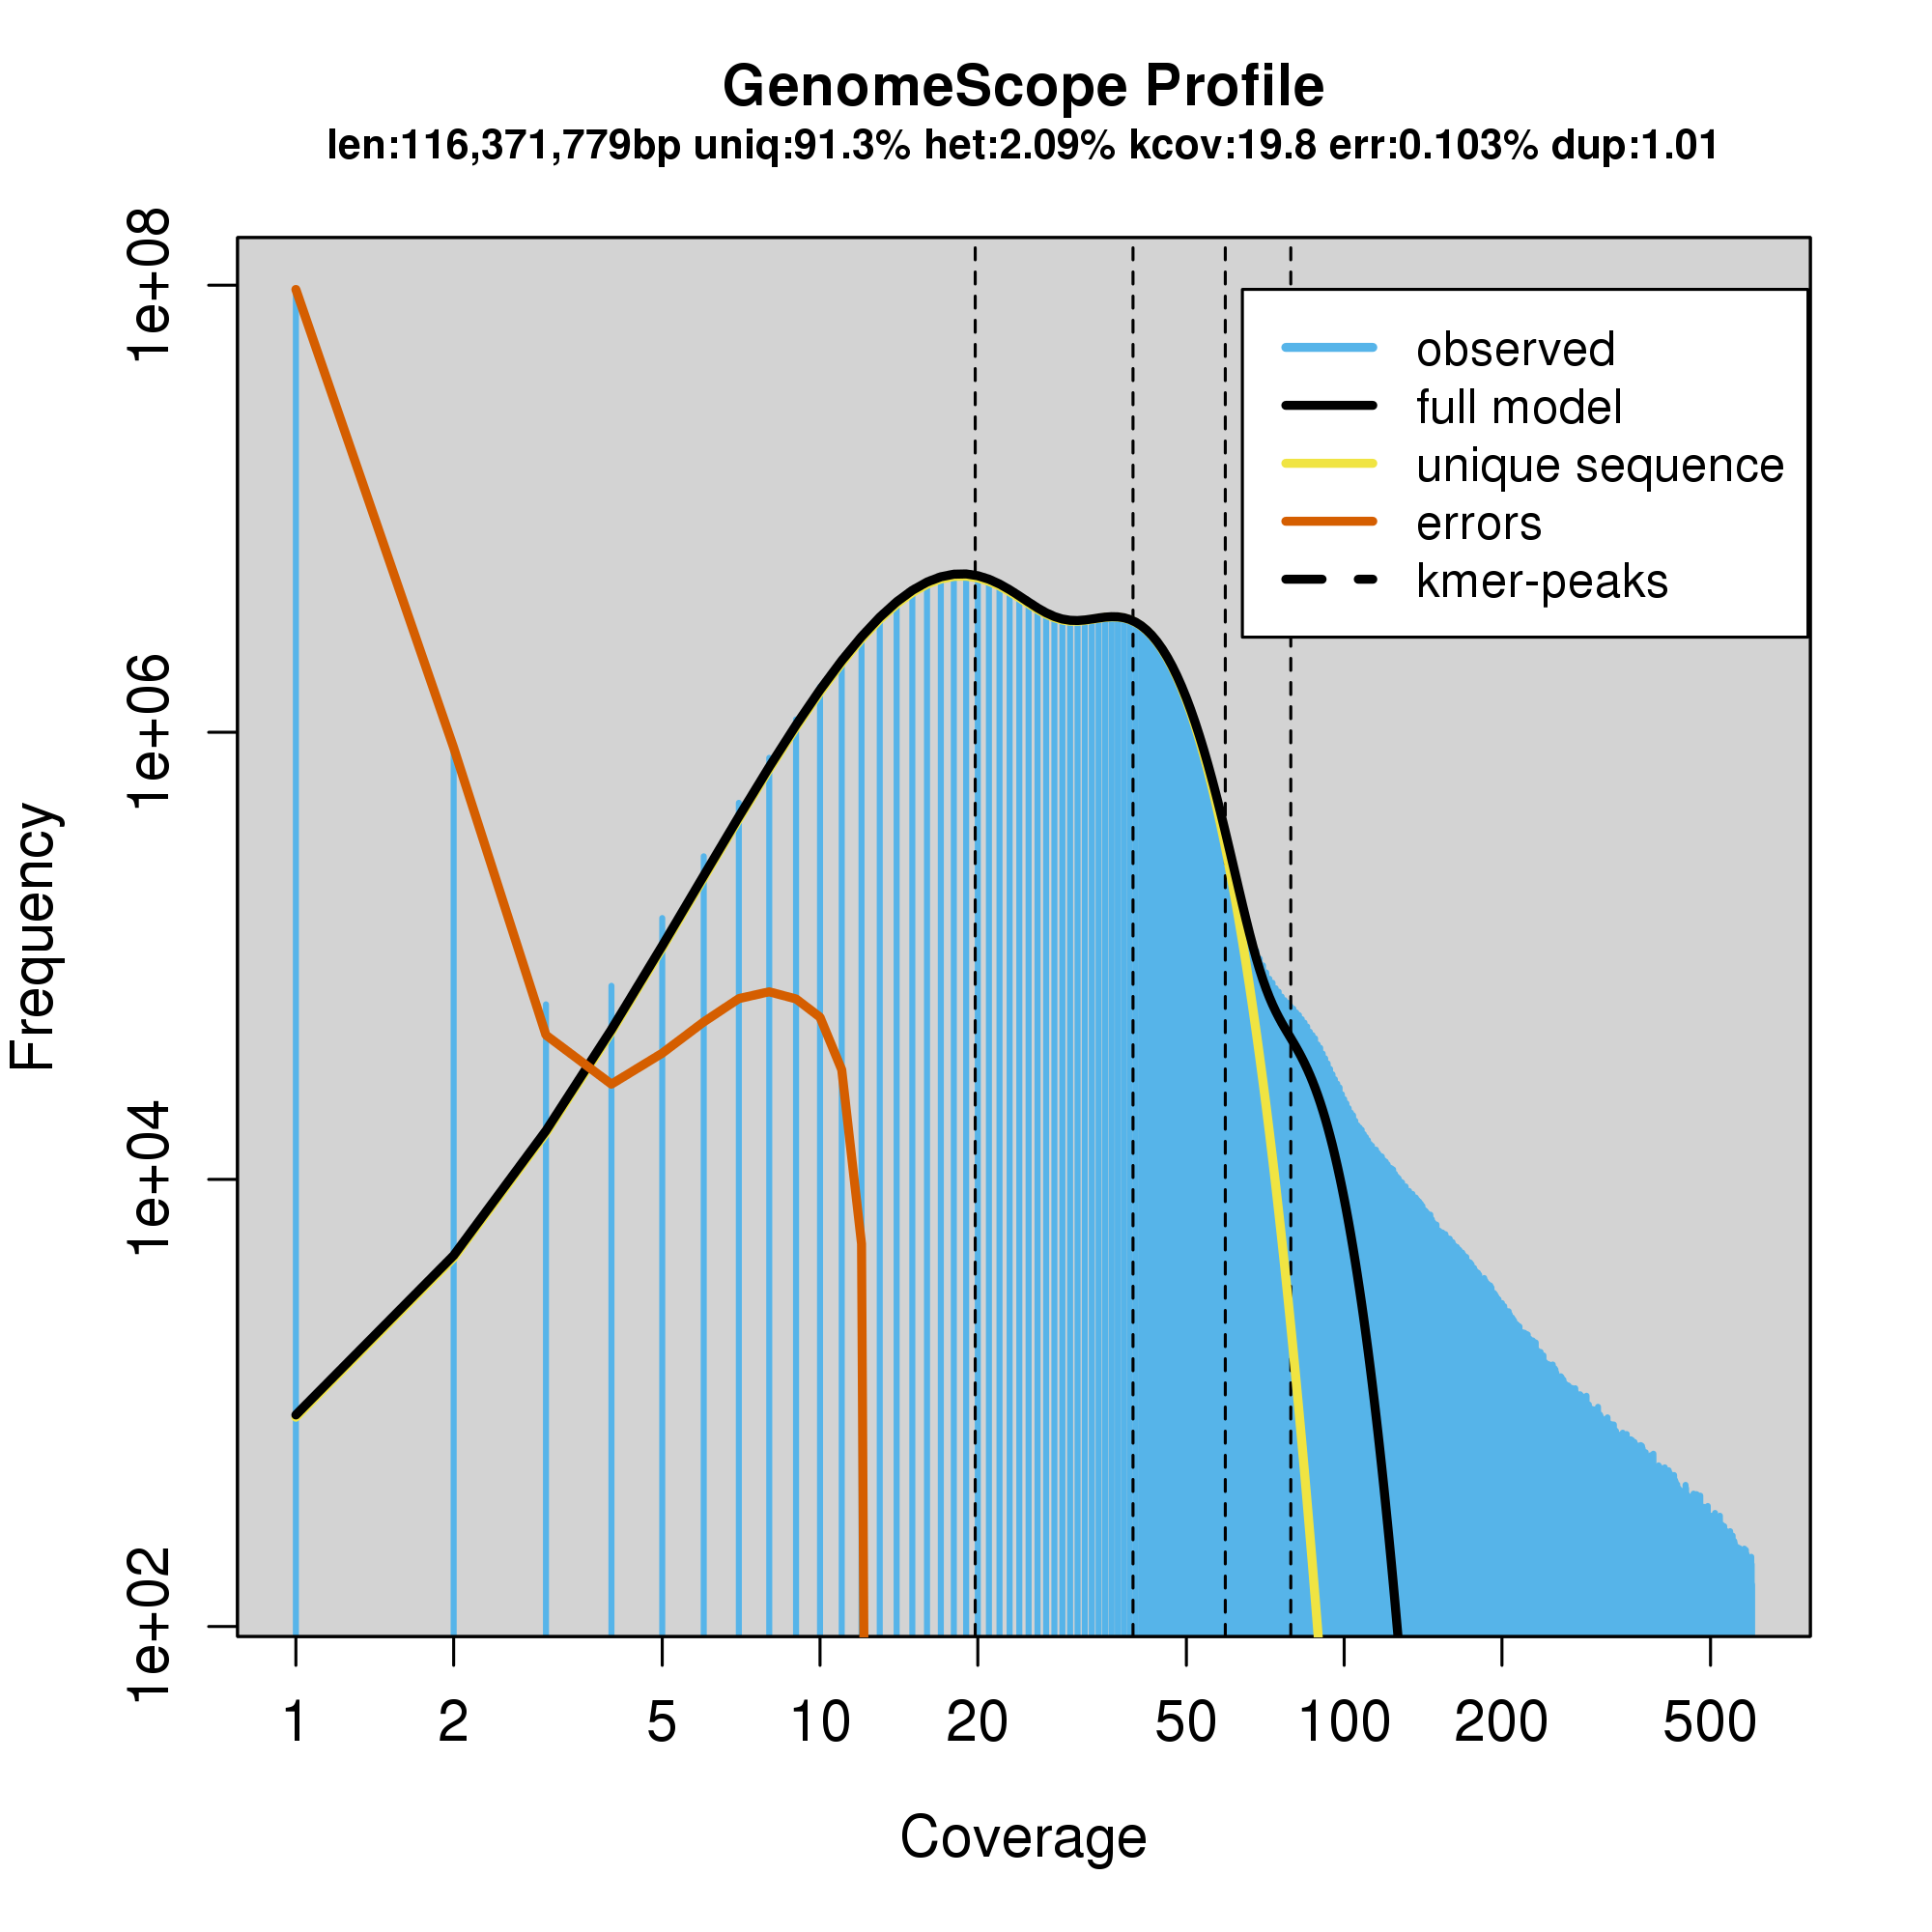 GenomeScope Profile
len:116,371,779bp uniq:91.3% het:2.09% kcov:19.8 err:0.103% dup:1.01
1e+08
1e+06
1e+04
1e+02
Frequency
observed
full model
unique sequence
errors
kmer-peaks
1 2 5 10 20 50 100 200 500
Coverage